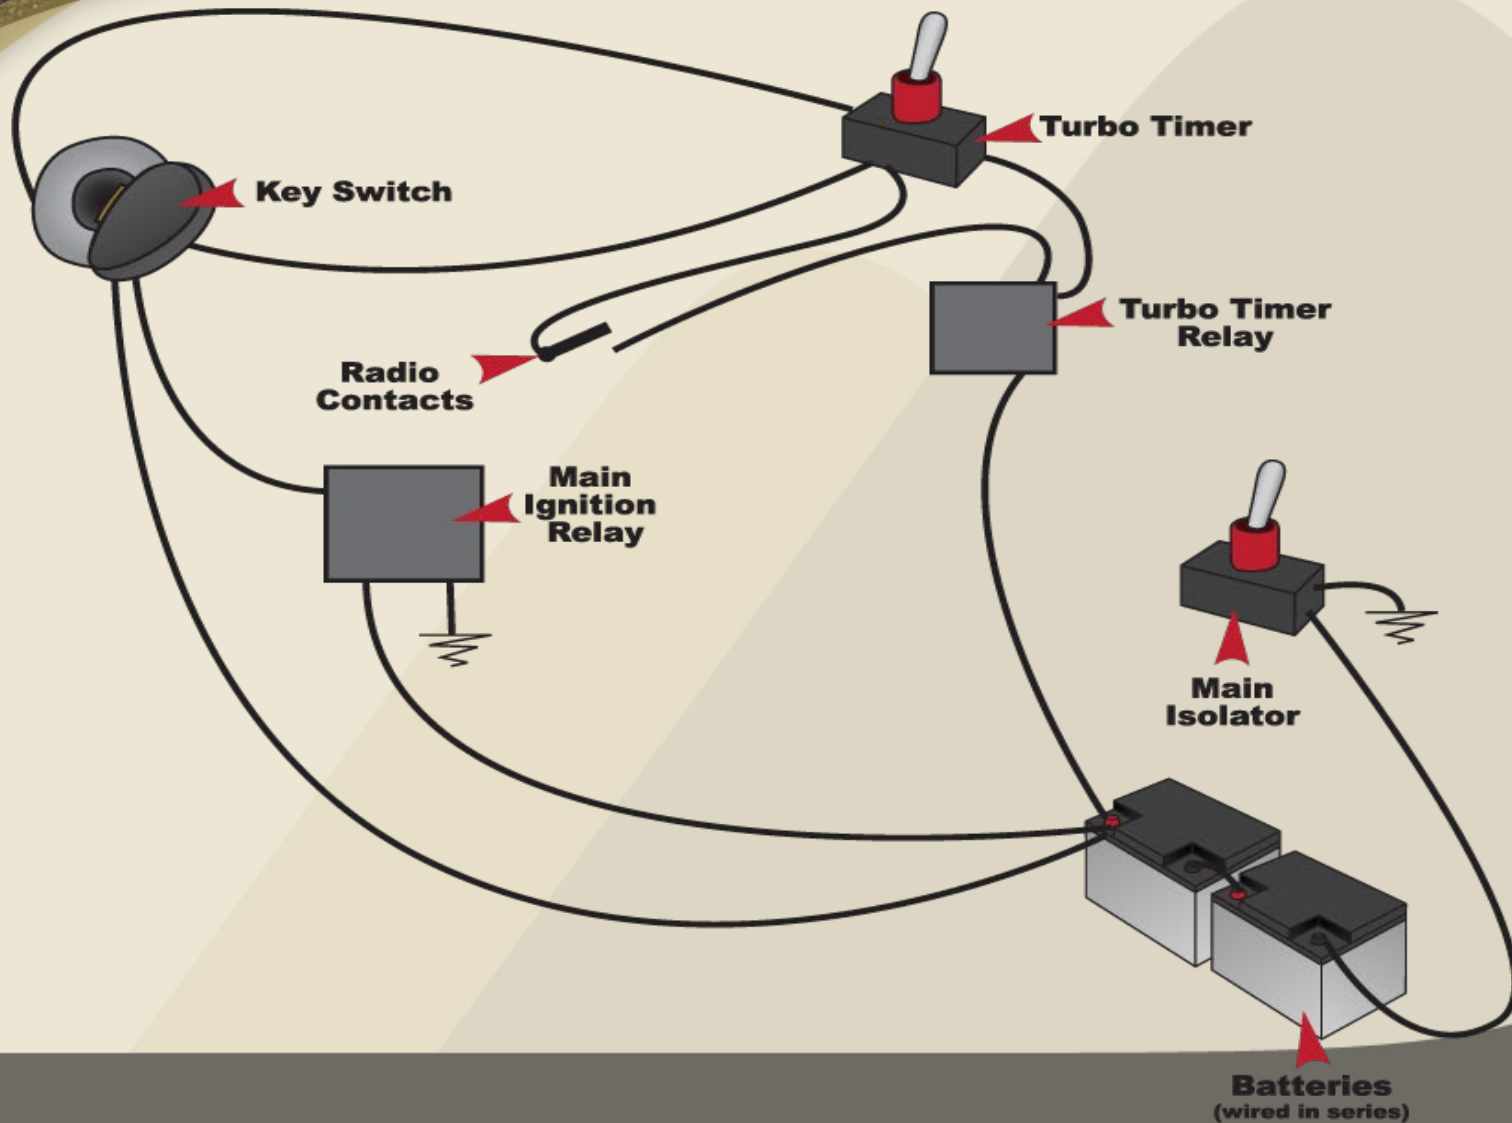 Turbo Timer
Key Switch
Turbo Timer
Relay
Radio
Contacts
Main
Ignition
Relay
Main
Isolator
Batteries
(wired in series)